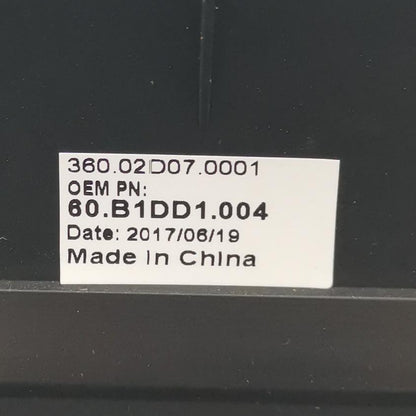 360.02D07.0001
OEM PN:
60.B1DD1.004
Date: 2017/06/19
Made In China